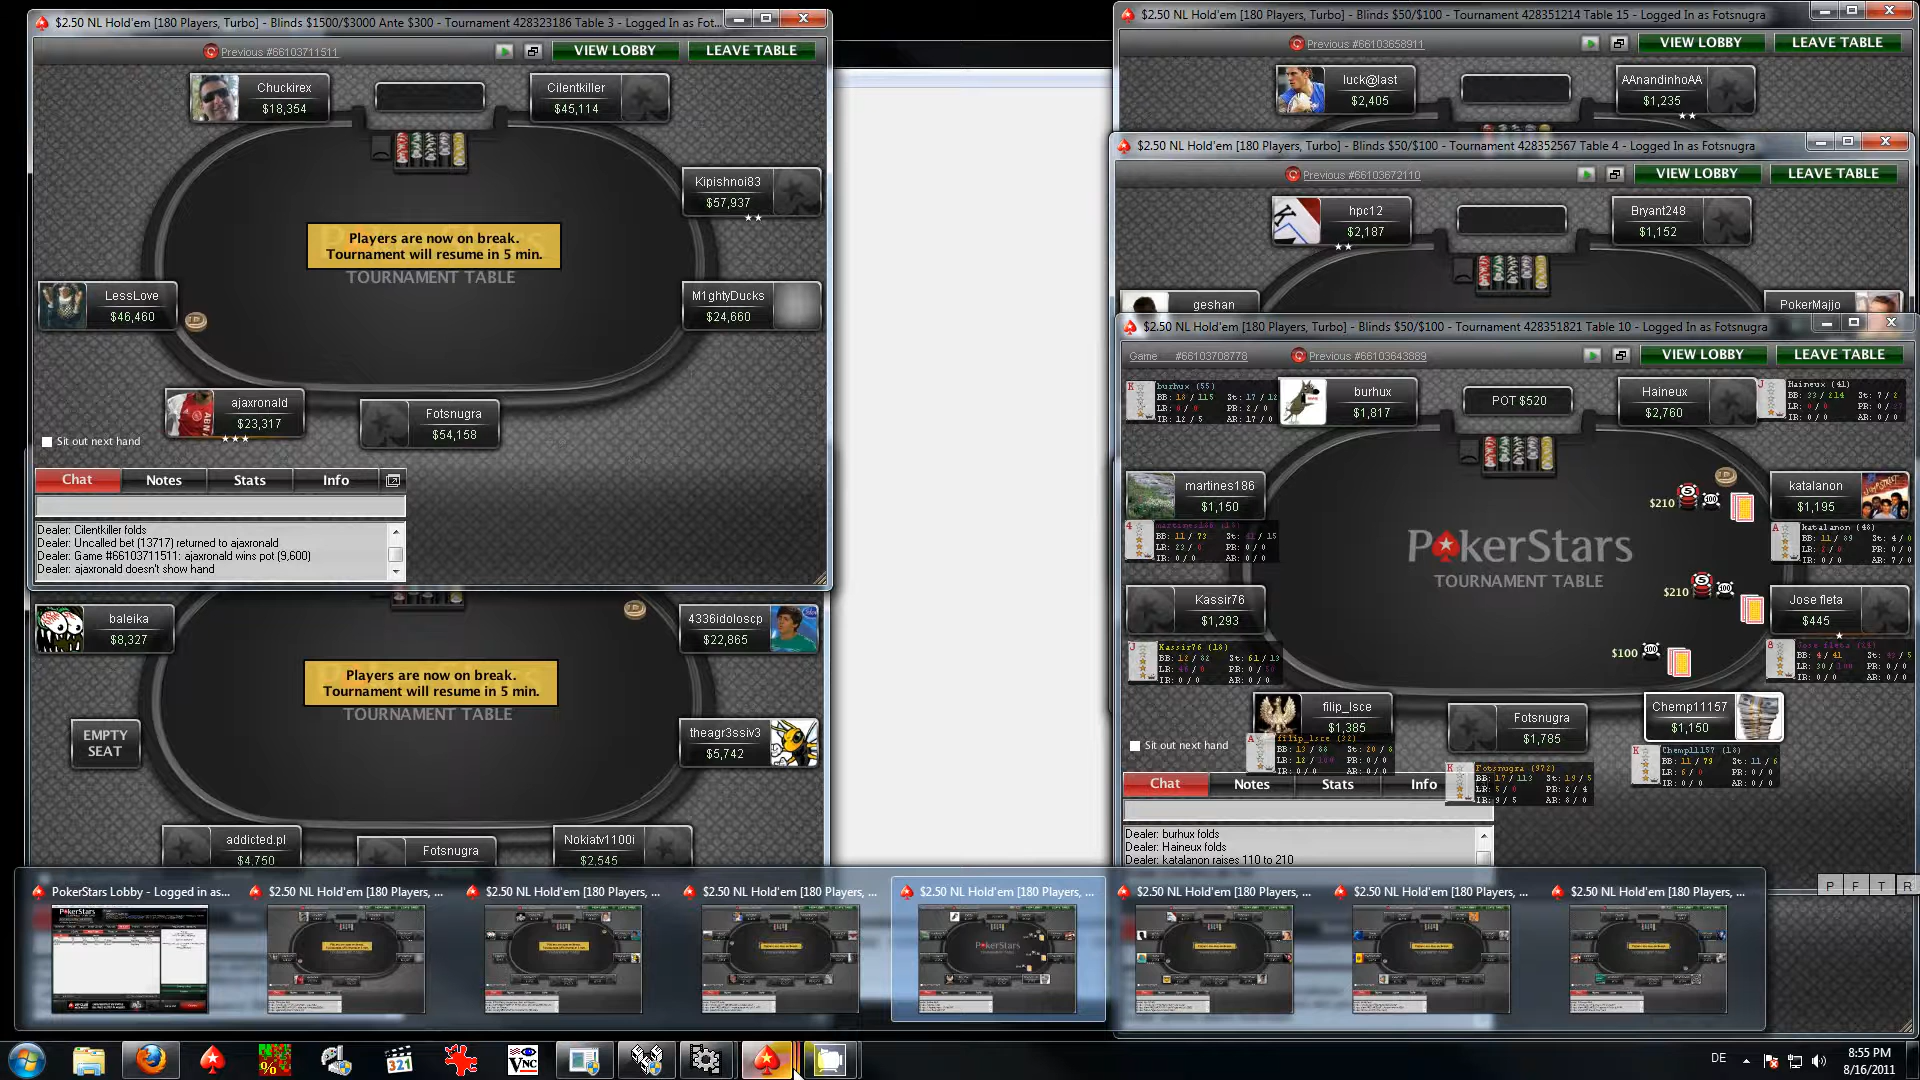 $2.50 NL Hold'em [180 Players, Turbo] - Blinds $1500/$3000 Ante $300 - Tournament 428323186 Table 3 - Logged In as Fot...
Previous #66103711511
VIEW LOBBY
LEAVE TABLE
Chuckirex
$18,354
Cilentkiller
$45,114
Kipishnoi83
$57,937
Players are now on break.
Tournament will resume in 5 min.
TOURNAMENT TABLE
LessLove
$46,460
M1ghtyDucks
$24,660
ajaxronald
$23,317
Fotsnugra
$54,158
Sit out next hand
Chat
Notes
Stats
Info
Dealer: Cilentkiller folds
Dealer: Uncalled bet (13717) returned to ajaxronald
Dealer: Game #66103711511: ajaxronald wins pot (9,600)
Dealer: ajaxronald doesn't show hand
baleika
$8,327
4336idoloscp
$22,865
Players are now on break.
Tournament will resume in 5 min.
TOURNAMENT TABLE
EMPTY
SEAT
theagr3ssiv3
$5,742
addicted.pl
$4,750
Fotsnugra
Nokiatv1100i
$2,545
$2.50 NL Hold'em [180 Players, Turbo] - Blinds $50/$100 - Tournament 428351214 Table 15 - Logged In as Fotsnugra
Previous #66103658911
VIEW LOBBY
LEAVE TABLE
luck@last
$2,405
AAnandinhoAA
$1,235
$2.50 NL Hold'em [180 Players, Turbo] - Blinds $50/$100 - Tournament 428352567 Table 4 - Logged In as Fotsnugra
Previous #66103672110
VIEW LOBBY
LEAVE TABLE
hpc12
$2,187
Bryant248
$1,152
geshan
PokerMajjo
$2.50 NL Hold'em [180 Players, Turbo] - Blinds $50/$100 - Tournament 428351821 Table 10 - Logged In as Fotsnugra
Game #66103708778
Previous #66103643889
VIEW LOBBY
LEAVE TABLE
burhux (55)
burhux
$1,817
POT $520
Haineux
$2,760
Haineux (41)
martines186
$1,150
$210
katalanon
$1,195
PokerStars
TOURNAMENT TABLE
Kassir76
$1,293
$210
Jose fleta
$445
Kassir76 (18)
$100
filip_lsce
$1,385
Fotsnugra
$1,785
Chemp11157
$1,150
Sit out next hand
filip_lsce (32)
Fotsnugra (972)
Chemp11157 (18)
Chat
Notes
Stats
Info
Dealer: burhux folds
Dealer: Haineux folds
Dealer: katalanon raises 110 to 210
PokerStars Lobby - Logged in as...
$2.50 NL Hold'em [180 Players, ...
$2.50 NL Hold'em [180 Players, ...
$2.50 NL Hold'em [180 Players, ...
$2.50 NL Hold'em [180 Players, ...
$2.50 NL Hold'em [180 Players, ...
$2.50 NL Hold'em [180 Players, ...
$2.50 NL Hold'em [180 Players, ...
P F T R
321
VNC
DE
8:55 PM
8/16/2011